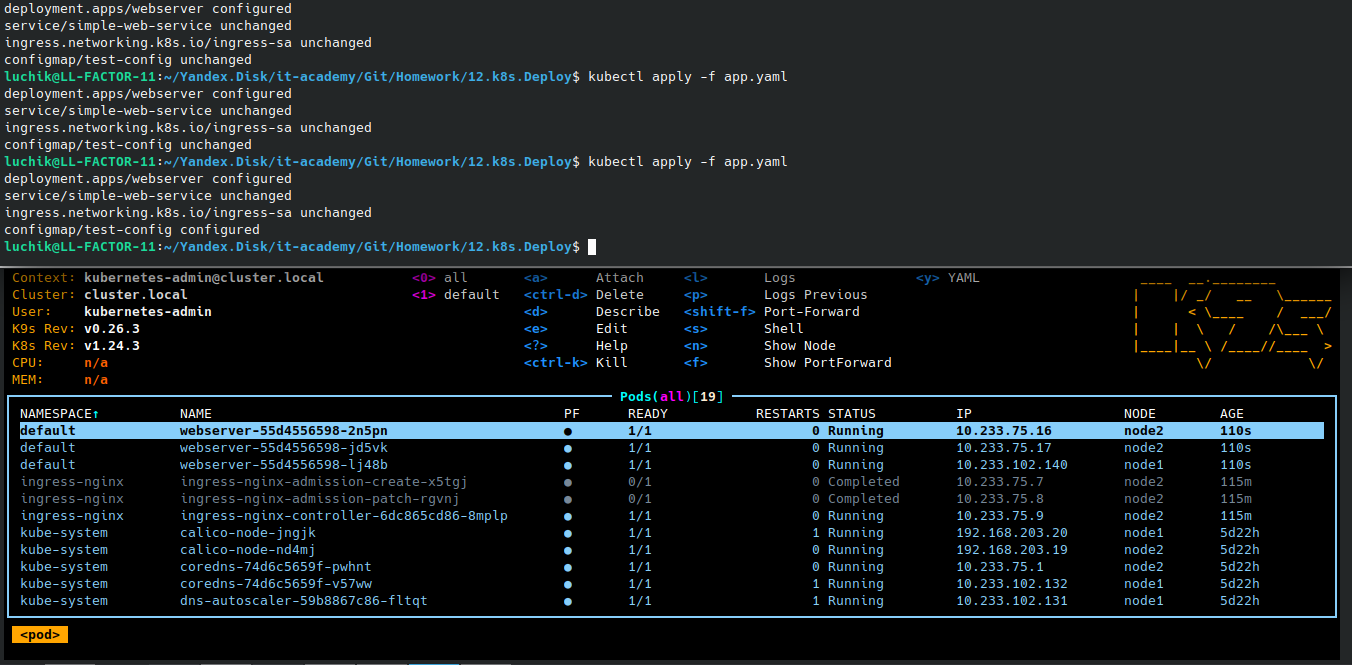 deployment.apps/webserver configured
service/simple-web-service unchanged
ingress.networking.k8s.io/ingress-sa unchanged
configmap/test-config unchanged
luchik@LL-FACTOR-11:~/Yandex.Disk/it-academy/Git/Homework/12.k8s.Deploy$ kubectl apply -f app.yaml
deployment.apps/webserver configured
service/simple-web-service unchanged
ingress.networking.k8s.io/ingress-sa unchanged
configmap/test-config unchanged
luchik@LL-FACTOR-11:~/Yandex.Disk/it-academy/Git/Homework/12.k8s.Deploy$ kubectl apply -f app.yaml
deployment.apps/webserver configured
service/simple-web-service unchanged
ingress.networking.k8s.io/ingress-sa unchanged
configmap/test-config configured
luchik@LL-FACTOR-11:~/Yandex.Disk/it-academy/Git/Homework/12.k8s.Deploy$
Context: kubernetes-admin@cluster.local <0> all <a> Attach <l> Logs <y> YAML
Cluster: cluster.local <1> default <ctrl-d> Delete <p> Logs Previous
User: kubernetes-admin <d> Describe <shift-f> Port-Forward
K9s Rev: v0.26.3 <e> Edit <s> Shell
K8s Rev: v1.24.3 <?> Help <n> Show Node
CPU: n/a <ctrl-k> Kill <f> Show PortForward
MEM: n/a
Pods(all)[19]
NAMESPACE↑ NAME PF READY RESTARTS STATUS IP NODE AGE
default webserver-55d4556598-2n5pn ● 1/1 0 Running 10.233.75.16 node2 110s
default webserver-55d4556598-jd5vk ● 1/1 0 Running 10.233.75.17 node2 110s
default webserver-55d4556598-lj48b ● 1/1 0 Running 10.233.102.140 node1 110s
ingress-nginx ingress-nginx-admission-create-x5tgj ● 0/1 0 Completed 10.233.75.7 node2 115m
ingress-nginx ingress-nginx-admission-patch-rgvnj ● 0/1 0 Completed 10.233.75.8 node2 115m
ingress-nginx ingress-nginx-controller-6dc865cd86-8mplp ● 1/1 0 Running 10.233.75.9 node2 115m
kube-system calico-node-jngjk ● 1/1 1 Running 192.168.203.20 node1 5d22h
kube-system calico-node-nd4mj ● 1/1 0 Running 192.168.203.19 node2 5d22h
kube-system coredns-74d6c5659f-pwhnt ● 1/1 0 Running 10.233.75.1 node2 5d22h
kube-system coredns-74d6c5659f-v57ww ● 1/1 1 Running 10.233.102.132 node1 5d22h
kube-system dns-autoscaler-59b8867c86-fltqt ● 1/1 1 Running 10.233.102.131 node1 5d22h
<pod>